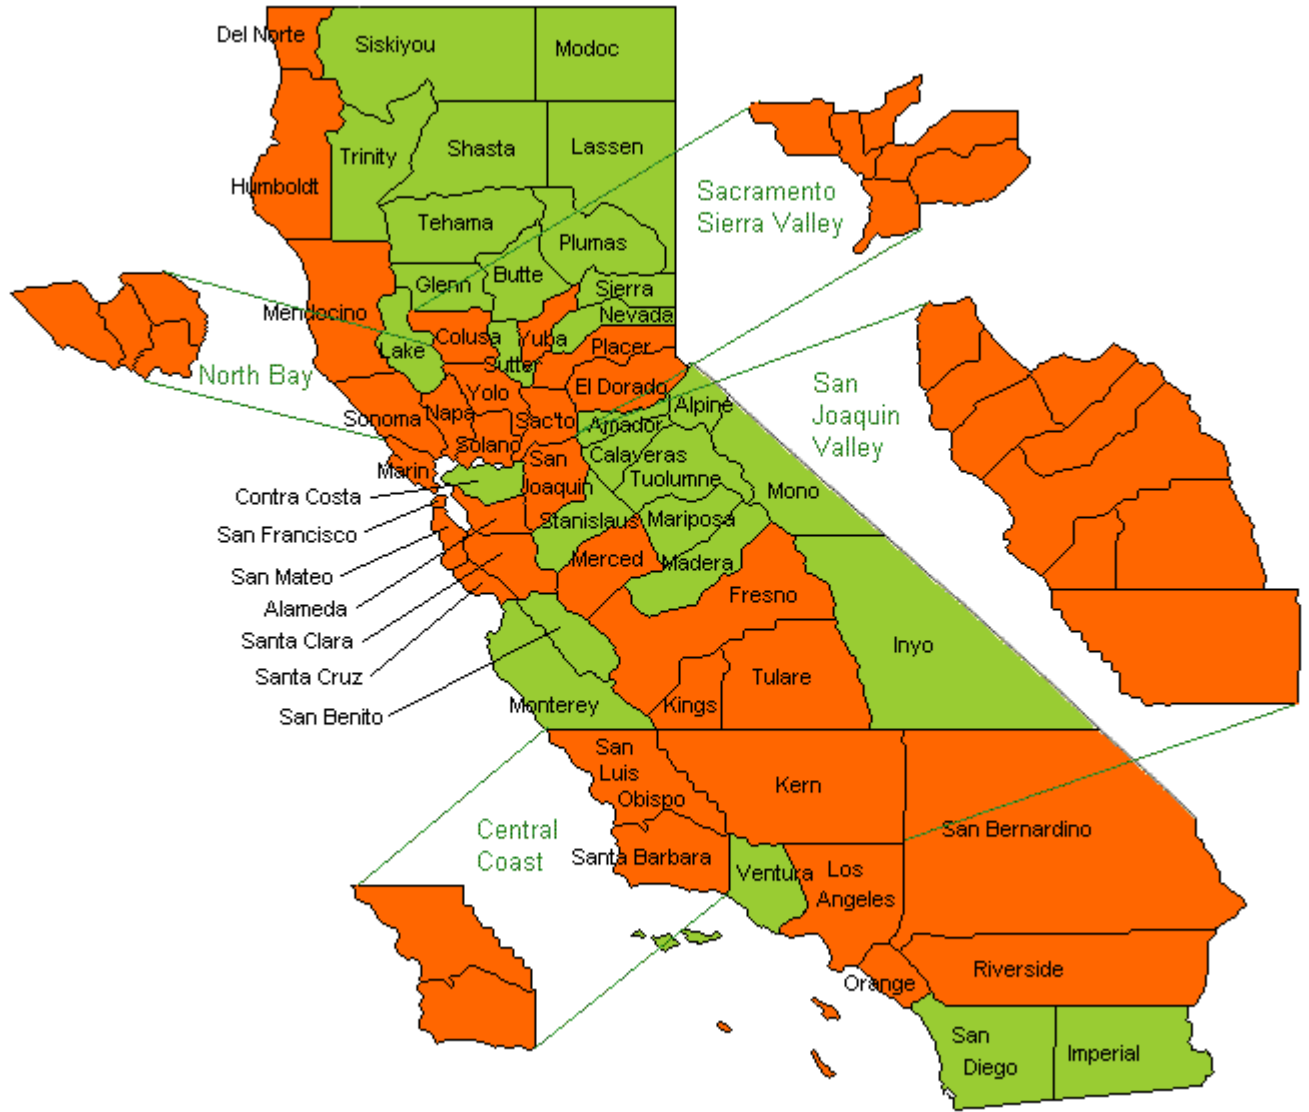 Del Norte
Siskiyou
Modoc
Trinity
Shasta
Lassen
Humboldt
Tehama
Plumas
Glenn
Butte
Sierra
Nevada
Mendocino
Colusa
Yuba
Placer
Lake
Sutter
El Dorado
Yolo
Alpine
Sonoma
Napa
Sac'to
Amador
Solano
Calaveras
Marin
San
Joaquin
Tuolumne
Mono
Contra Costa
San Francisco
Stanislaus
Mariposa
San Mateo
Merced
Madera
Alameda
Fresno
Santa Clara
Inyo
Santa Cruz
Tulare
San Benito
Monterey
Kings
San
Luis
Obispo
Kern
San Bernardino
Santa Barbara
Ventura
Los
Angeles
Orange
Riverside
San
Diego
Imperial
Sacramento
Sierra Valley
North Bay
San
Joaquin
Valley
Central
Coast